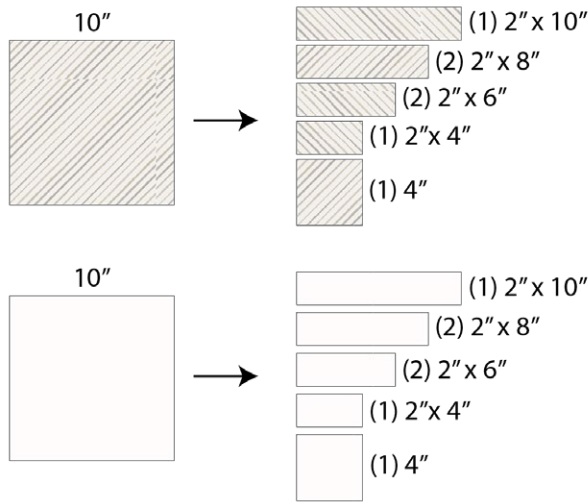 10”
(1) 2”x 10”
(2) 2”x 8”
(2) 2”x 6”
(1) 2”x 4”
(1) 4”
10”
(1) 2”x 10”
(2) 2”x 8”
(2) 2”x 6”
(1) 2”x 4”
(1) 4”